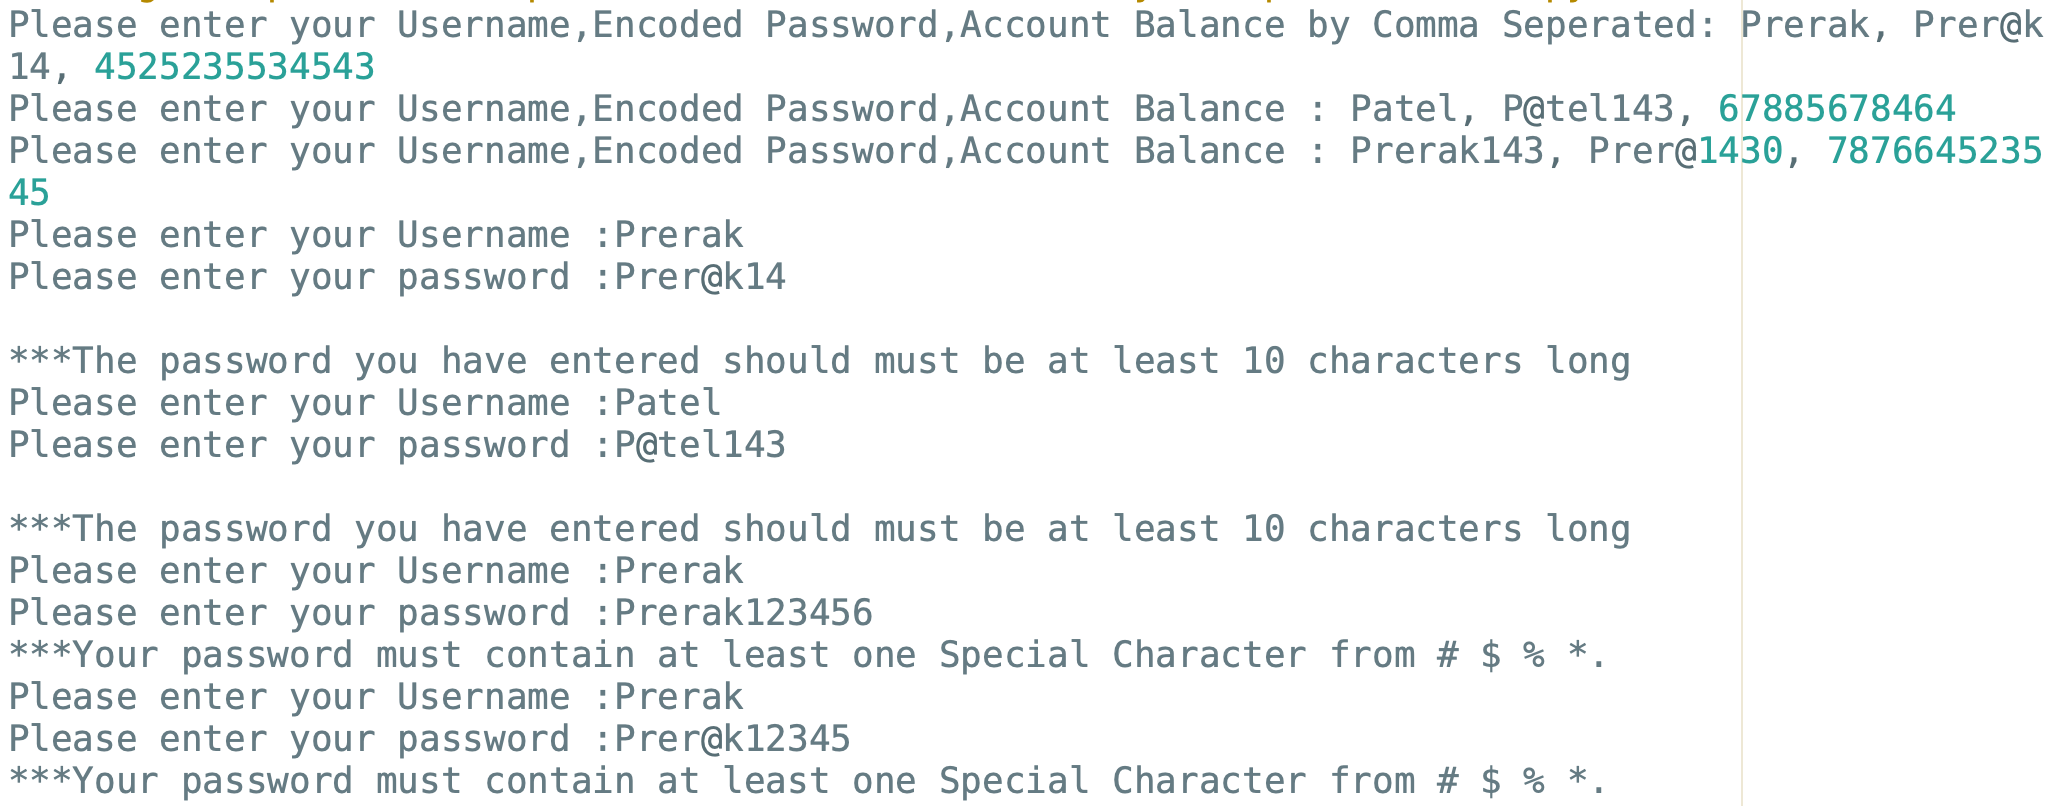 Please enter your Username,Encoded Password,Account Balance by Comma Seperated: Prerak, Prer@k
14, 4525235534543
Please enter your Username,Encoded Password,Account Balance : Patel, P@tel143, 67885678464
Please enter your Username,Encoded Password,Account Balance : Prerak143, Prer@1430, 7876645235
45
Please enter your Username :Prerak
Please enter your password :Prer@k14
***The password you have entered should must be at least 10 characters long
Please enter your Username :Patel
Please enter your password :P@tel143
***The password you have entered should must be at least 10 characters long
Please enter your Username :Prerak
Please enter your password :Prerak123456
***Your password must contain at least one Special Character from # $ % *.
Please enter your Username :Prerak
Please enter your password :Prer@k12345
***Your password must contain at least one Special Character from # $ % *.